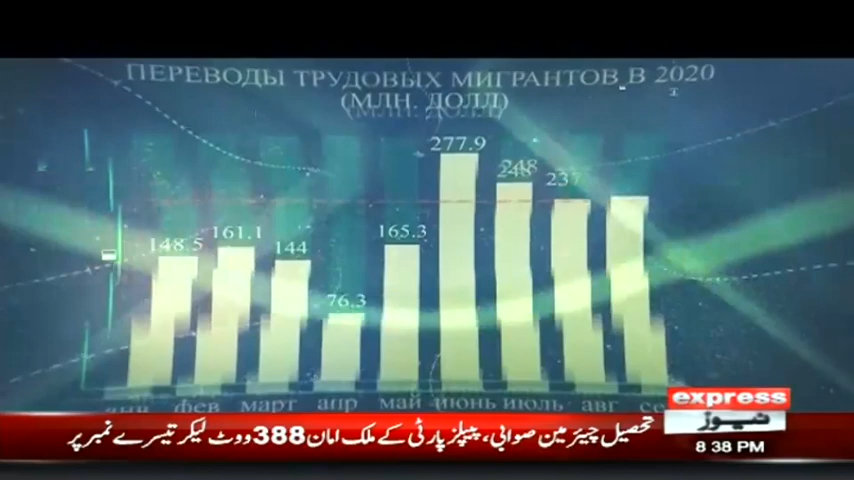 ПЕРЕВОДЫ ТРУДОВЫХ МИГРАНТОВ В 2020
(МЛН. ДОЛЛ)
277.9
248
237
148.5
161.1
144
165.3
76.3
янв фев март апр май июнь июль авг
express
نیوز
تحصیل چیئرمین صوابی، پیپلز پارٹی کے ملک امان 388 ووٹ لیکر تیسرے نمبر پر
8:38 PM